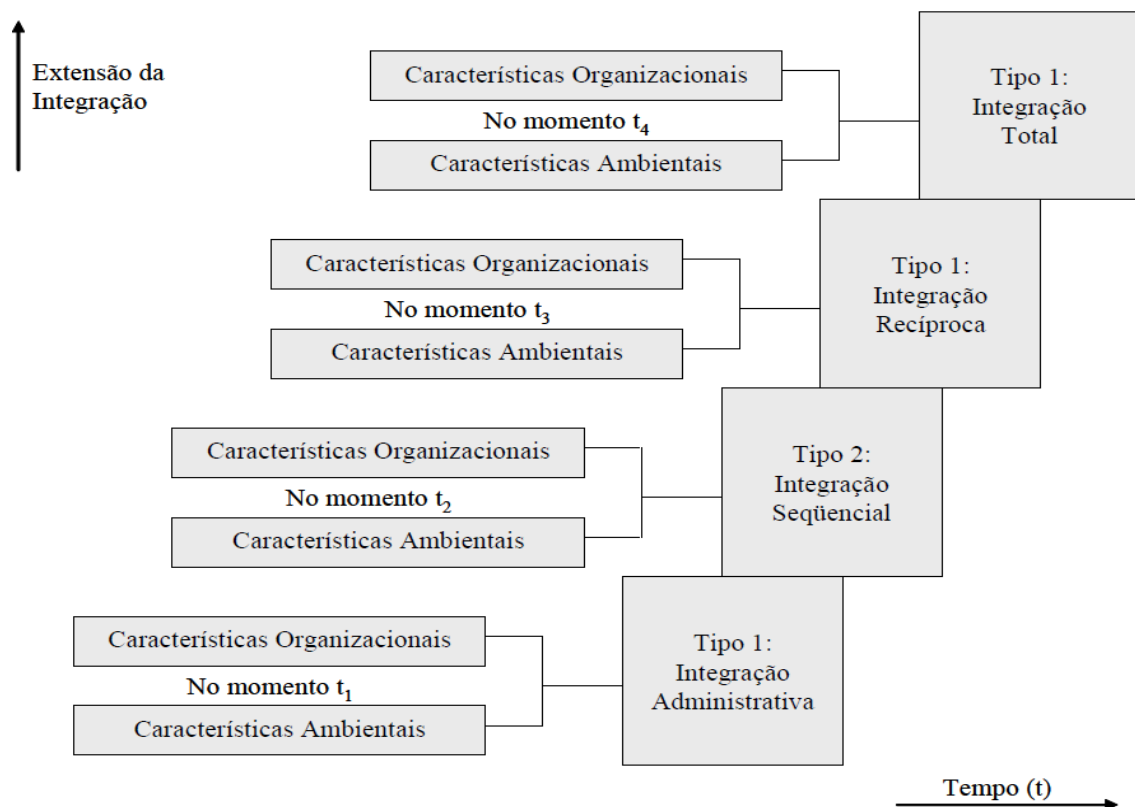 Extensão da
Integração
Características Organizacionais
No momento t₄
Características Ambientais
Tipo 1:
Integração
Total
Características Organizacionais
No momento t₃
Características Ambientais
Tipo 1:
Integração
Recíproca
Características Organizacionais
No momento t₂
Características Ambientais
Tipo 2:
Integração
Seqüencial
Características Organizacionais
No momento t₁
Características Ambientais
Tipo 1:
Integração
Administrativa
Tempo (t)